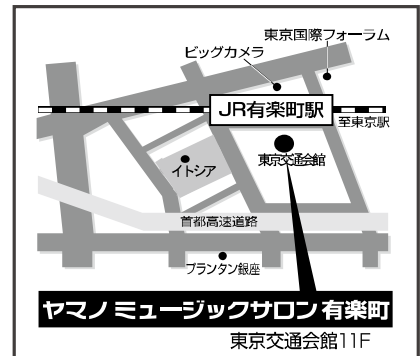 東京国際フォーラム
ビッグカメラ
JR有楽町駅
至東京駅
東京交通会館
イトシア
首都高速道路
プランタン銀座
ヤマノ ミュージックサロン 有楽町
東京交通会館11F